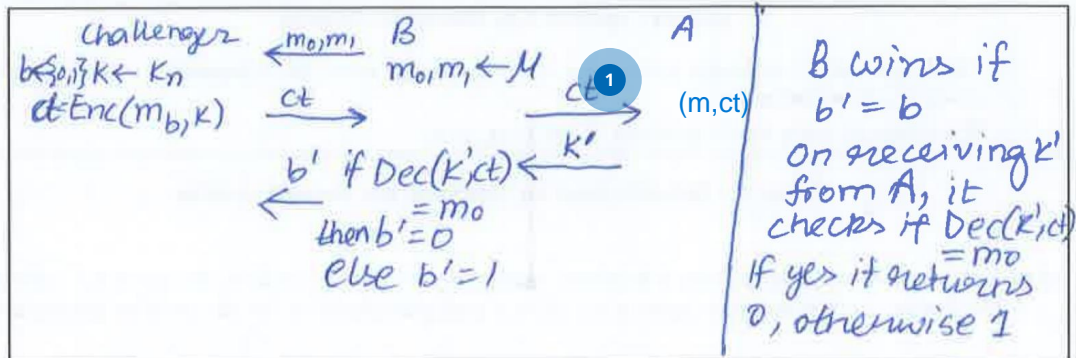 Challenger m₀,m₁ B A
b←{0,1} K ← Kn m₀,m₁ ← M
ct=Enc(m_b,K) ct ct 1 (m,ct)
b' if Dec(K',ct) K'
= m₀
then b'=0
else b'=1
B wins if
b' = b
on receiving K'
from A, it
checks if Dec(K',ct)
= m₀
If yes it returns
0, otherwise 1